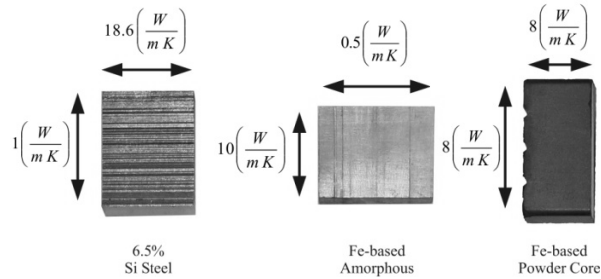 18.6 (W / m K)
1 (W / m K)
6.5%
Si Steel
0.5 (W / m K)
10 (W / m K)
Fe-based
Amorphous
8 (W / m K)
8 (W / m K)
Fe-based
Powder Core